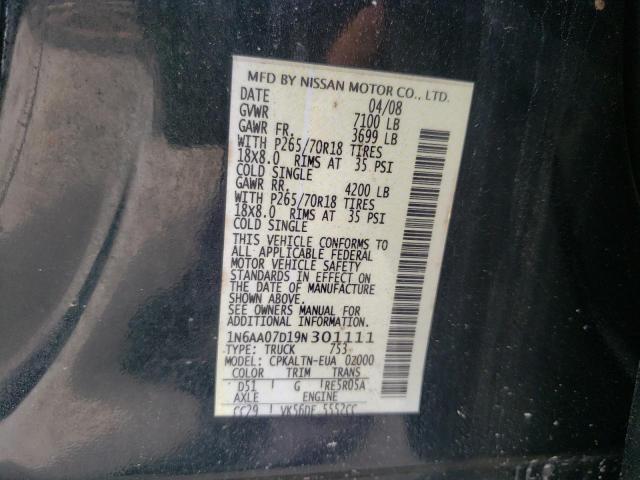 MFD BY NISSAN MOTOR CO., LTD.
DATE 04/08
GVWR 7100 LB
GAWR FR. 3699 LB
WITH P265/70R18 TIRES
18X8.0 RIMS AT 35 PSI
COLD SINGLE
GAWR RR. 4200 LB
WITH P265/70R18 TIRES
18X8.0 RIMS AT 35 PSI
COLD SINGLE
THIS VEHICLE CONFORMS TO
ALL APPLICABLE FEDERAL
MOTOR VEHICLE SAFETY
STANDARDS IN EFFECT ON
THE DATE OF MANUFACTURE
SHOWN ABOVE.
SEE OWNERS MANUAL FOR
ADDITIONAL INFORMATION.
1N6AA07D19N301111
TYPE: TRUCK 753
MODEL: CPKALTN-EUA 02000
COLOR TRIM TRANS
D51 G RE5R05A
AXLE ENGINE
CC29 VK56DE 5552CC